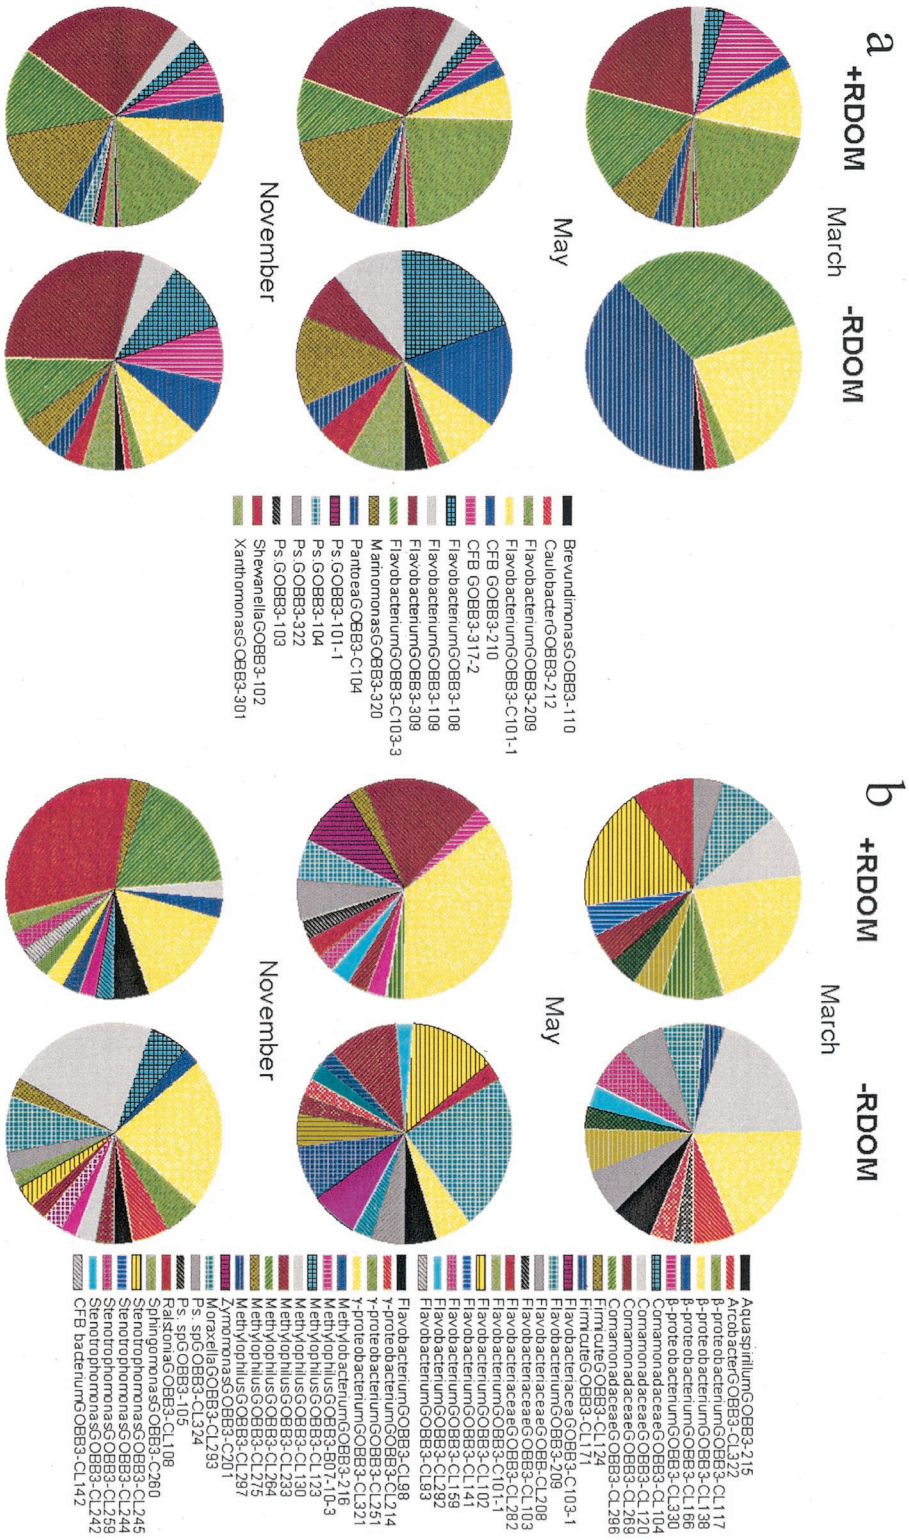 a
+RDOM
-RDOM
March
May
November
BrevundimonasGOBB3-110
CaulobacterGOBB3-212
FlavobacteriumGOBB3-209
FlavobacteriumGOBB3-C101-1
CFB GOBB3-210
CFB GOBB3-317-2
FlavobacteriumGOBB3-108
FlavobacteriumGOBB3-109
FlavobacteriumGOBB3-309
FlavobacteriumGOBB3-C103-3
MarinomonasGOBB3-320
PantoeaGOBB3-C104
Ps.GOBB3-101-1
Ps.GOBB3-104
Ps.GOBB3-322
Ps.GOBB3-103
ShewanellaGOBB3-102
XanthomonasGOBB3-301
b
+RDOM
-RDOM
March
May
November
AquaspirillumGOBB3-215
ArcobacterGOBB3-CL322
β-proteobacteriumGOBB3-CL117
β-proteobacteriumGOBB3-CL138
β-proteobacteriumGOBB3-CL166
β-proteobacteriumGOBB3-CL330
ComamonadaceaeGOBB3-CL104
ComamonadaceaeGOBB3-CL120
ComamonadaceaeGOBB3-CL269
ComamonadaceaeGOBB3-CL296
FirmicuteGOBB3-CL124
FirmicuteGOBB3-CL171
FlavobacteriaceaGOBB3-C103-1
FlavobacteriumGOBB3-209
FlavobacteriaceaeGOBB-CL208
FlavobacteriaceaeGOBB3-CL103
FlavobacteriaceaeGOBB3-CL282
FlavobacteriumGOBB3-C101-1
FlavobacteriumGOBB3-CL102
FlavobacteriumGOBB3-CL141
FlavobacteriumGOBB3-CL159
FlavobacteriumGOBB3-CL292
FlavobacteriumGOBB3-CL93
FlavobacteriumGOBB3-CL98
γ-proteobacteriumGOBB3-CL214
γ-proteobacteriumGOBB3-CL251
γ-proteobacteriumGOBB3-CL321
MethylobacteriumGOBB3-216
MethylophilusGOBB3-B07-10-3
MethylophilusGOBB3-CL123
MethylophilusGOBB3-CL130
MethylophilusGOBB3-CL233
MethylophilusGOBB3-CL264
MethylophilusGOBB3-CL275
MethylophilusGOBB3-CL297
ZymomonasGOBB3-C201
MoraxellaGOBB3-CL293
Ps. spGOBB3-CL324
Ps. spGOBB3-105
RalstoniaGOBB3-CL108
SphingomonasGOBB3-C260
StenotrophormonasGOBB3-CL245
StenotrophormonasGOBB3-CL244
StenotrophormonasGOBB3-CL259
StenotrophormonasGOBB3-CL242
CFB bacteriumGOBB3-CL142